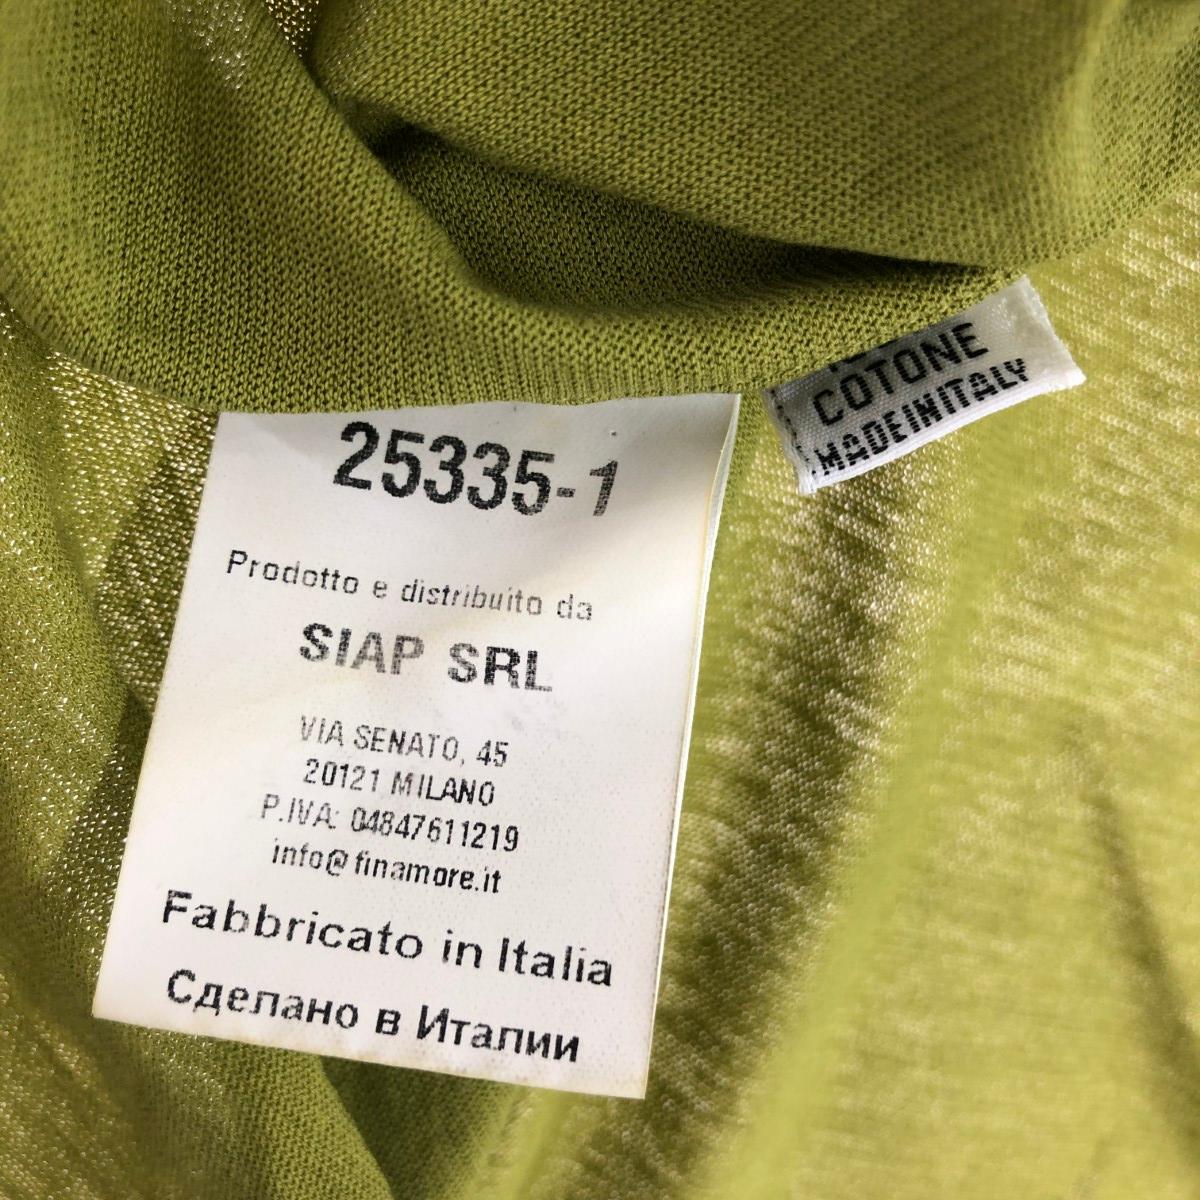 25335-1
Prodotto e distribuito da
SIAP SRL
VIA SENATO, 45
20121 MILANO
P.IVA: 04847611219
info@finamore.it
Fabbricato in Italia
Сделано в Италии
COTONE
MADEINITALY